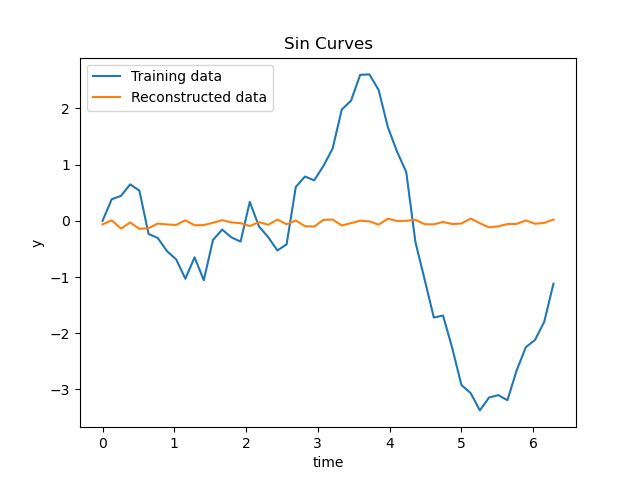 Sin Curves
Training data
Reconstructed data
2
1
0
−1
−2
−3
y
0 1 2 3 4 5 6
time